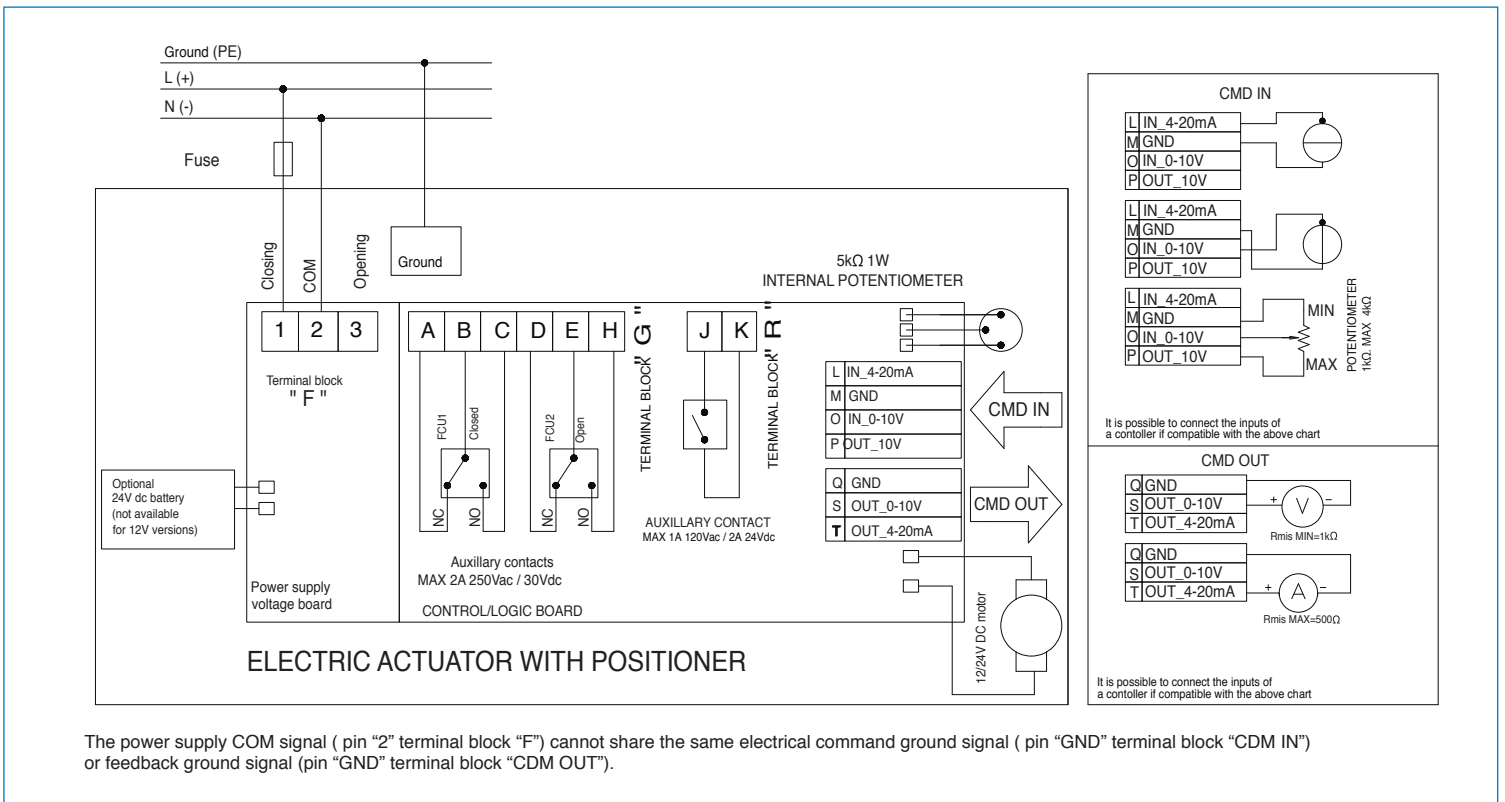 Ground (PE)
L (+)
N (-)
Fuse
Closing
COM
Opening
Ground
1 2 3
Terminal block
" F "
A B C D E H
TERMINAL BLOCK" G "
J K
TERMINAL BLOCK" R "
5kΩ 1W
INTERNAL POTENTIOMETER
L IN_4-20mA
M GND
O IN_0-10V
P OUT_10V
CMD IN
Q GND
S OUT_0-10V
T OUT_4-20mA
CMD OUT
FCU1
Closed
NC
NO
FCU2
Open
NC
NO
Auxillary contacts
MAX 2A 250Vac / 30Vdc
AUXILLARY CONTACT
MAX 1A 120Vac / 2A 24Vdc
Optional
24V dc battery
(not available
for 12V versions)
Power supply
voltage board
CONTROL/LOGIC BOARD
12/24V DC motor
ELECTRIC ACTUATOR WITH POSITIONER
CMD IN
L IN_4-20mA
M GND
O IN_0-10V
P OUT_10V
L IN_4-20mA
M GND
O IN_0-10V
P OUT_10V
L IN_4-20mA
M GND
O IN_0-10V
P OUT_10V
MIN
MAX
POTENTIOMETER
1kΩ. MAX 4kΩ
It is possible to connect the inputs of
a contoller if compatible with the above chart
CMD OUT
Q GND
S OUT_0-10V
T OUT_4-20mA
+ V -
Rmis MIN=1kΩ
Q GND
S OUT_0-10V
T OUT_4-20mA
+ A -
Rmis MAX=500Ω
It is possible to connect the inputs of
a contoller if compatible with the above chart
The power supply COM signal ( pin “2” terminal block “F”) cannot share the same electrical command ground signal ( pin “GND” terminal block “CDM IN”)
or feedback ground signal (pin “GND” terminal block “CDM OUT”).